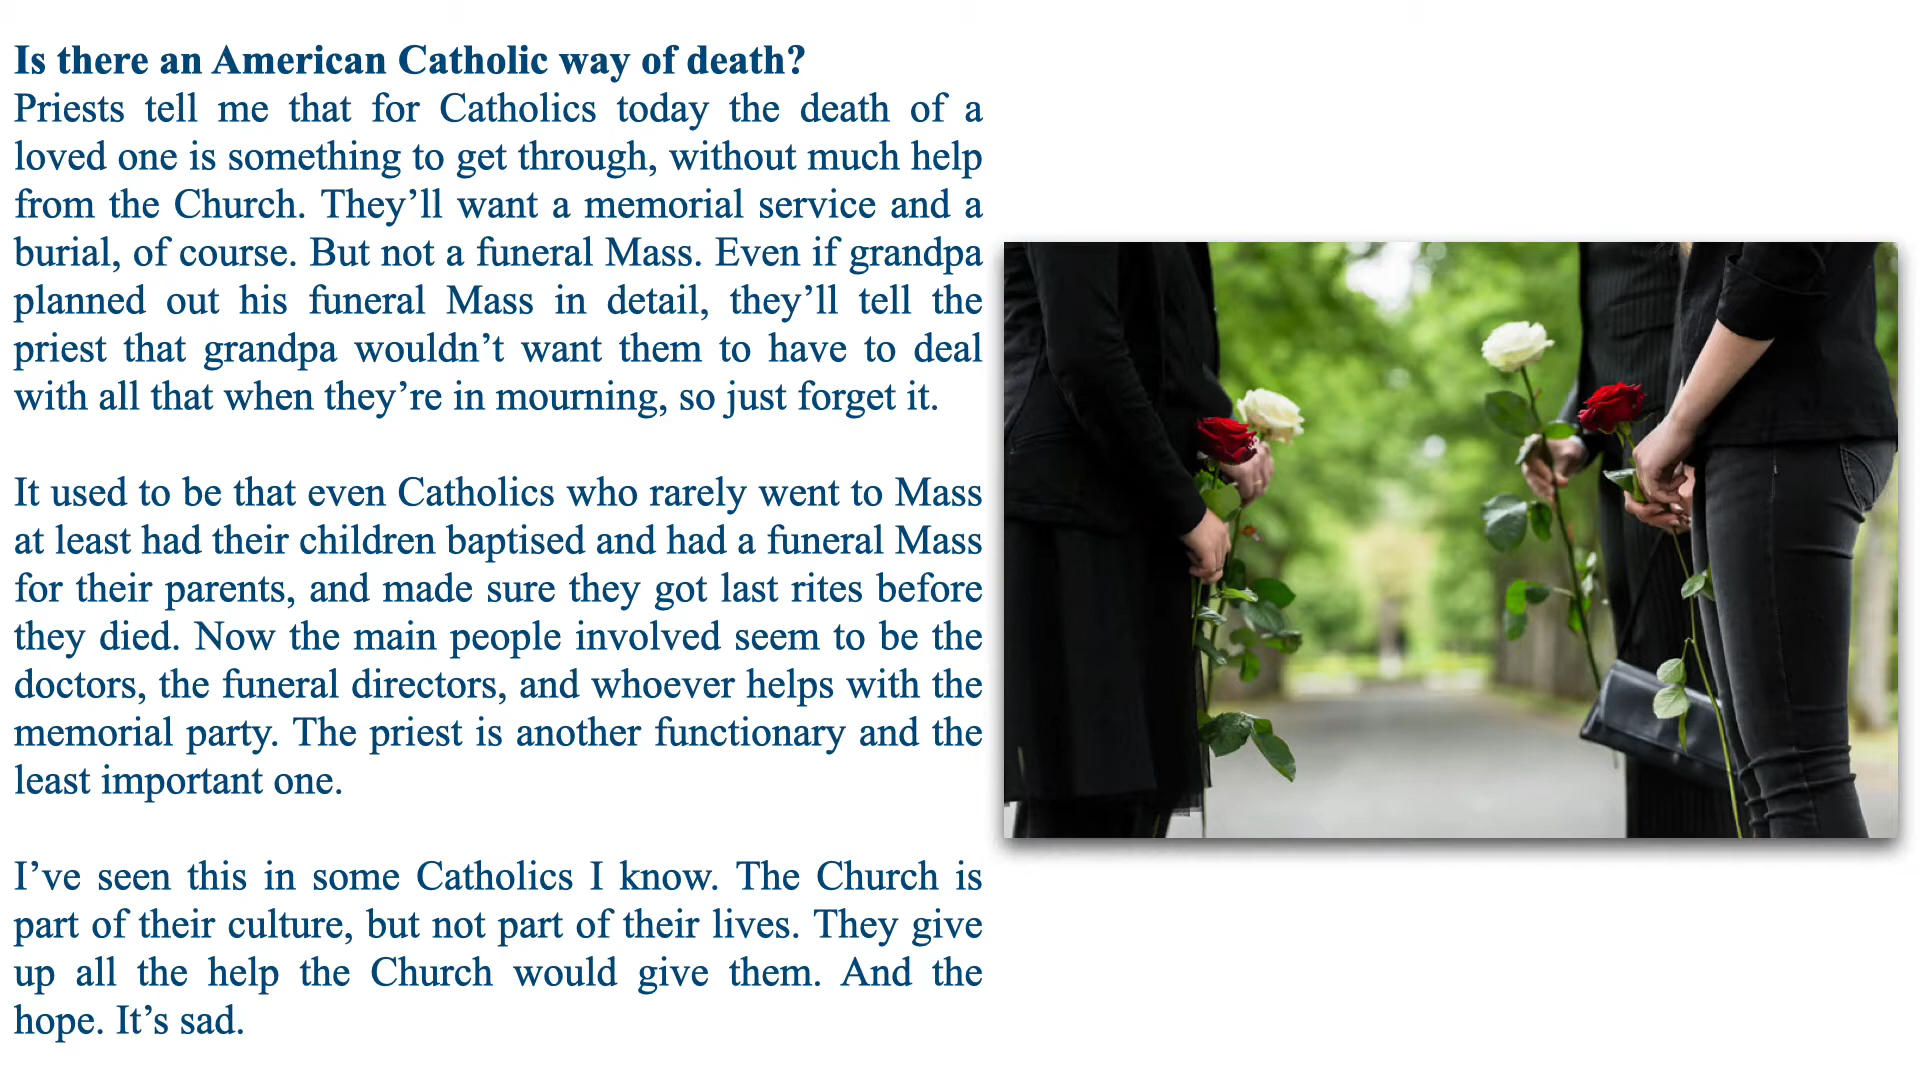 Is there an American Catholic way of death?
Priests tell me that for Catholics today the death of a
loved one is something to get through, without much help
from the Church. They’ll want a memorial service and a
burial, of course. But not a funeral Mass. Even if grandpa
planned out his funeral Mass in detail, they’ll tell the
priest that grandpa wouldn’t want them to have to deal
with all that when they’re in mourning, so just forget it.
It used to be that even Catholics who rarely went to Mass
at least had their children baptised and had a funeral Mass
for their parents, and made sure they got last rites before
they died. Now the main people involved seem to be the
doctors, the funeral directors, and whoever helps with the
memorial party. The priest is another functionary and the
least important one.
I’ve seen this in some Catholics I know. The Church is
part of their culture, but not part of their lives. They give
up all the help the Church would give them. And the
hope. It’s sad.